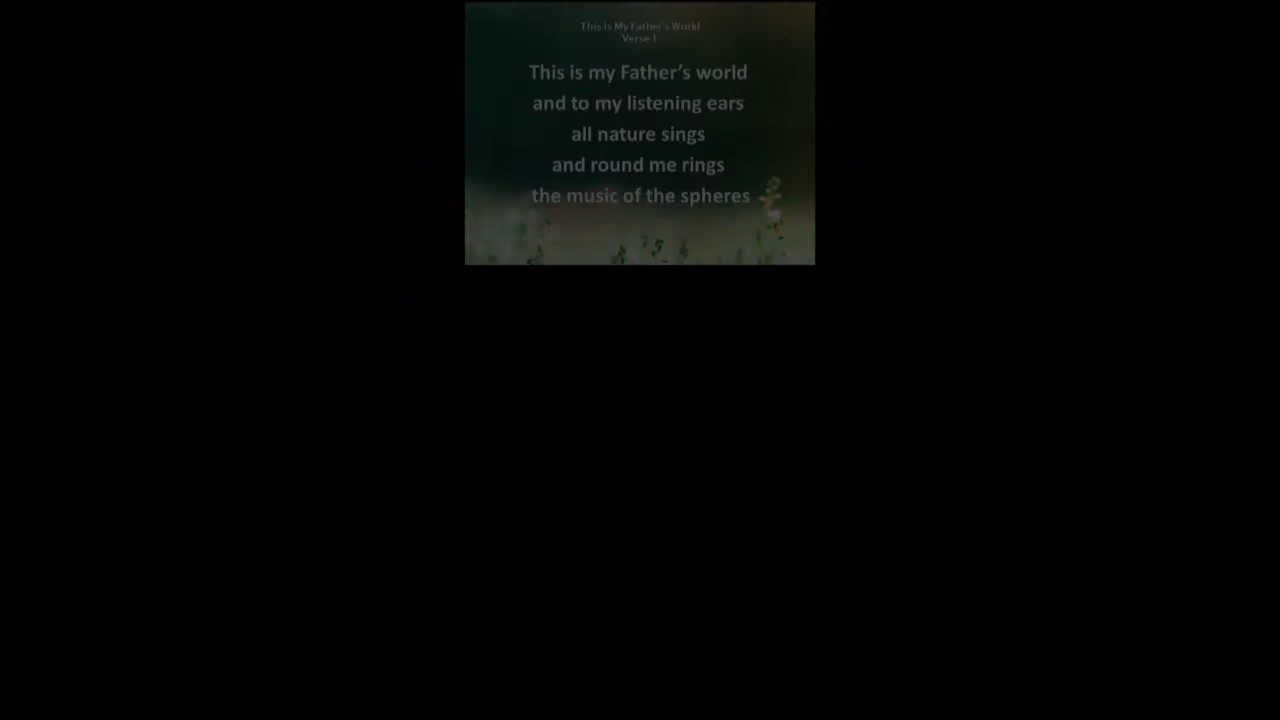 This Is My Father's World
Verse 1
This is my Father’s world
and to my listening ears
all nature sings
and round me rings
the music of the spheres